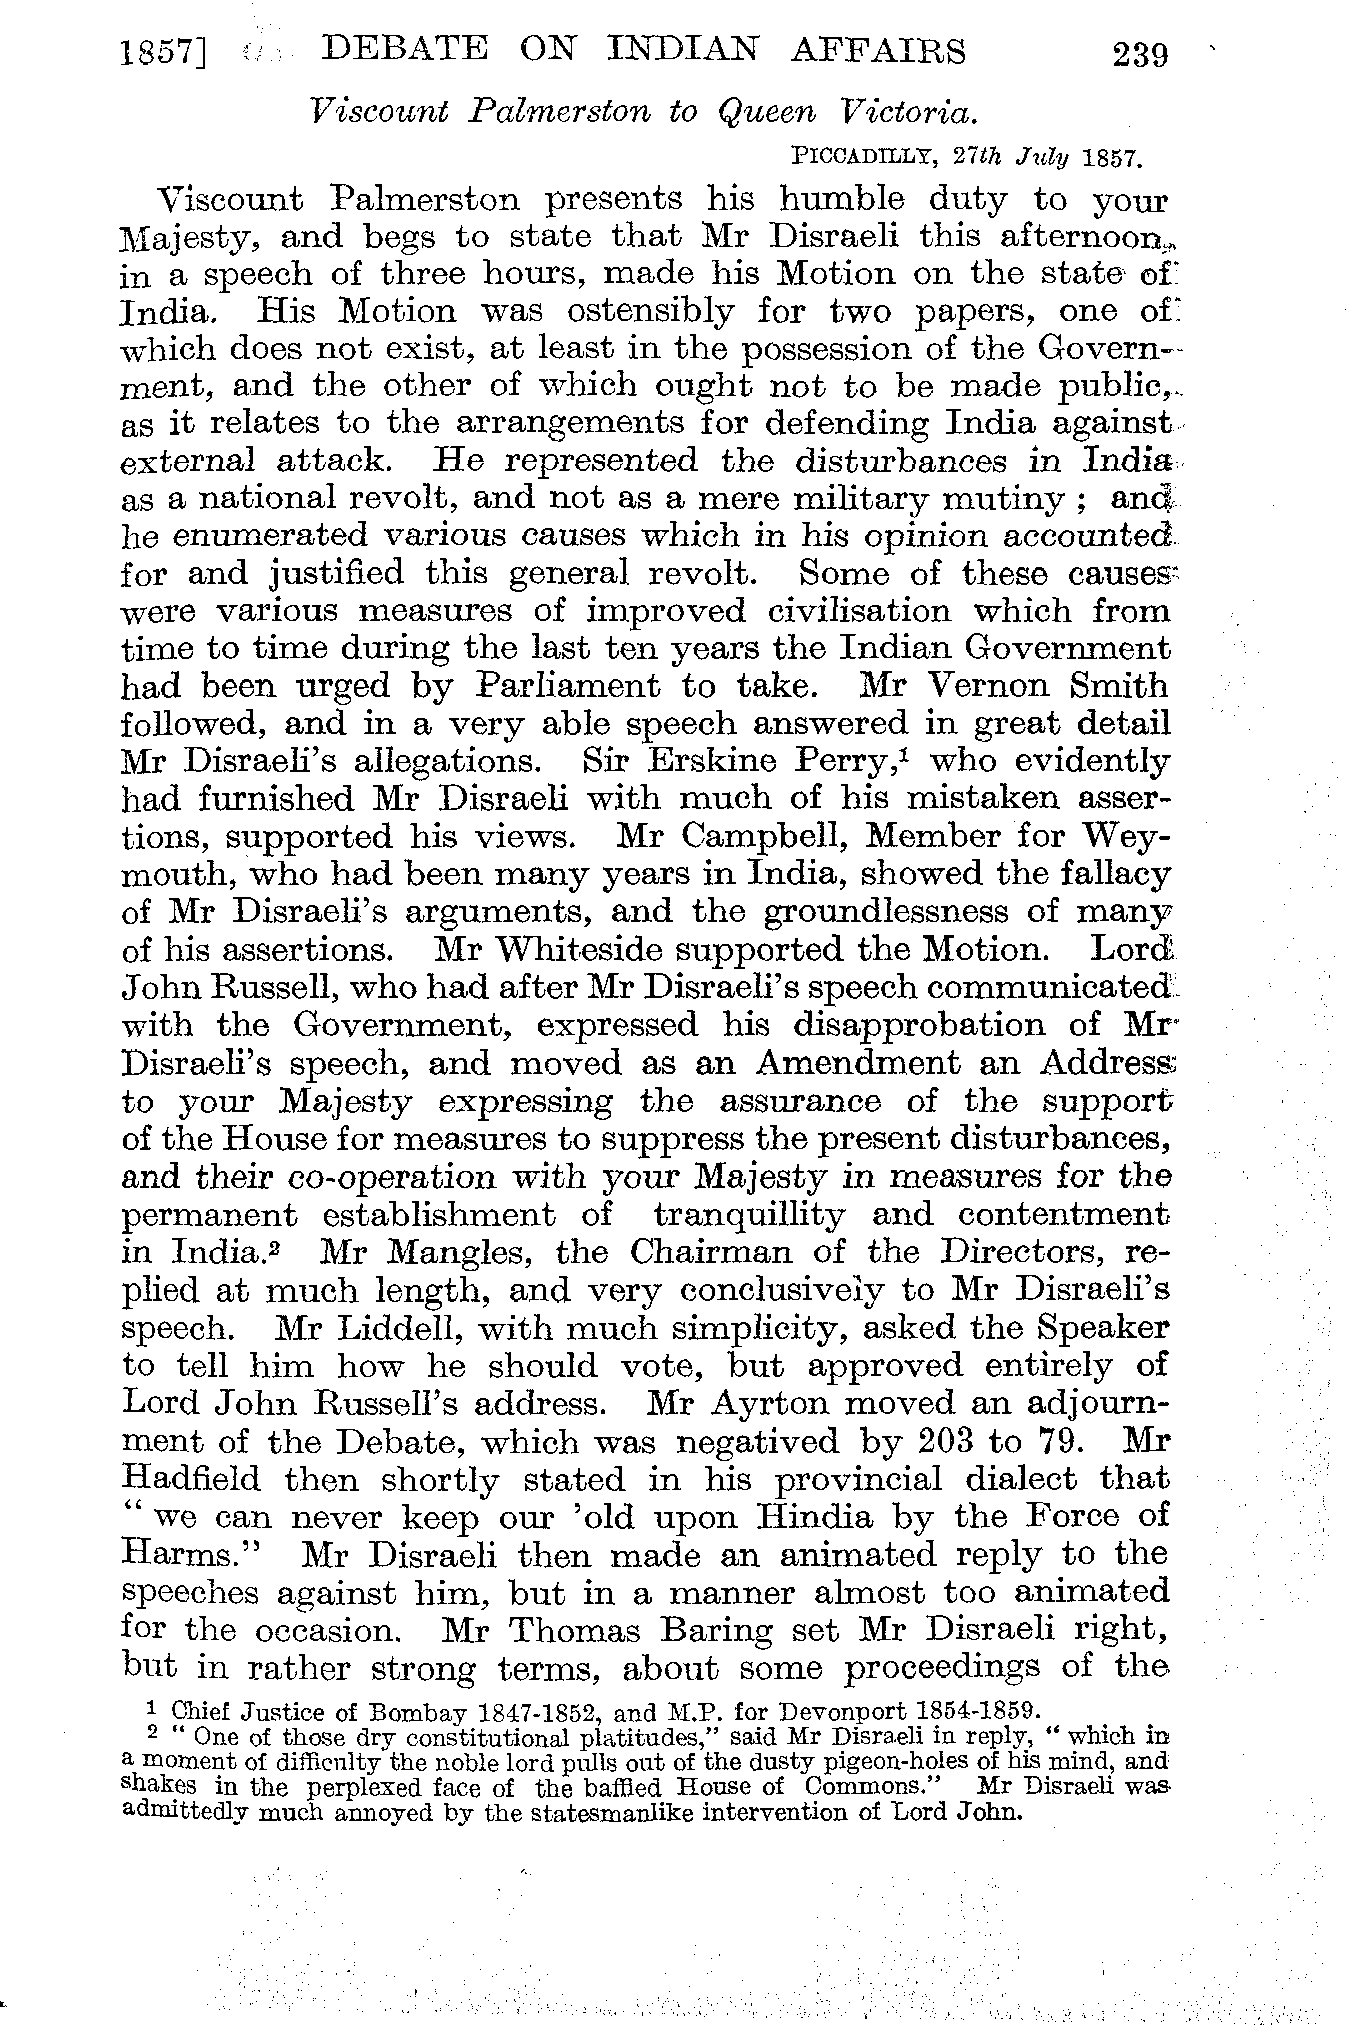 1857] DEBATE ON INDIAN AFFAIRS 239
Viscount Palmerston to Queen Victoria.
PICCADILLY, 27th July 1857.
Viscount Palmerston presents his humble duty to your
Majesty, and begs to state that Mr Disraeli this afternoon,
in a speech of three hours, made his Motion on the state of
India. His Motion was ostensibly for two papers, one of
which does not exist, at least in the possession of the Govern-
ment, and the other of which ought not to be made public,
as it relates to the arrangements for defending India against
external attack. He represented the disturbances in India
as a national revolt, and not as a mere military mutiny ; and
he enumerated various causes which in his opinion accounted
for and justified this general revolt. Some of these causes
were various measures of improved civilisation which from
time to time during the last ten years the Indian Government
had been urged by Parliament to take. Mr Vernon Smith
followed, and in a very able speech answered in great detail
Mr Disraeli's allegations. Sir Erskine Perry,¹ who evidently
had furnished Mr Disraeli with much of his mistaken asser-
tions, supported his views. Mr Campbell, Member for Wey-
mouth, who had been many years in India, showed the fallacy
of Mr Disraeli's arguments, and the groundlessness of many
of his assertions. Mr Whiteside supported the Motion. Lord
John Russell, who had after Mr Disraeli's speech communicated
with the Government, expressed his disapprobation of Mr
Disraeli's speech, and moved as an Amendment an Address
to your Majesty expressing the assurance of the support
of the House for measures to suppress the present disturbances,
and their co-operation with your Majesty in measures for the
permanent establishment of tranquillity and contentment
in India.² Mr Mangles, the Chairman of the Directors, re-
plied at much length, and very conclusively to Mr Disraeli's
speech. Mr Liddell, with much simplicity, asked the Speaker
to tell him how he should vote, but approved entirely of
Lord John Russell's address. Mr Ayrton moved an adjourn-
ment of the Debate, which was negatived by 203 to 79. Mr
Hadfield then shortly stated in his provincial dialect that
" we can never keep our 'old upon Hindia by the Force of
Harms." Mr Disraeli then made an animated reply to the
speeches against him, but in a manner almost too animated
for the occasion. Mr Thomas Baring set Mr Disraeli right,
but in rather strong terms, about some proceedings of the
¹ Chief Justice of Bombay 1847-1852, and M.P. for Devonport 1854-1859.
² " One of those dry constitutional platitudes," said Mr Disraeli in reply, " which in
a moment of difficulty the noble lord pulls out of the dusty pigeon-holes of his mind, and
shakes in the perplexed face of the baffled House of Commons." Mr Disraeli was
admittedly much annoyed by the statesmanlike intervention of Lord John.